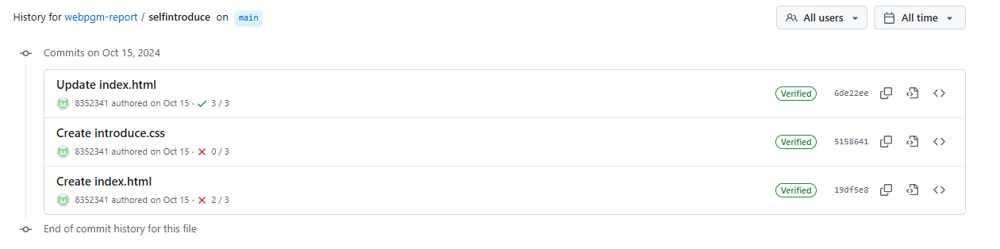 History for webpgm-report / selfintroduce on main
All users
All time
Commits on Oct 15, 2024
Update index.html
8352341 authored on Oct 15 · 3 / 3
Verified
6de22ee
Create introduce.css
8352341 authored on Oct 15 · 0 / 3
Verified
5158641
Create index.html
8352341 authored on Oct 15 · 2 / 3
Verified
19df5e8
End of commit history for this file